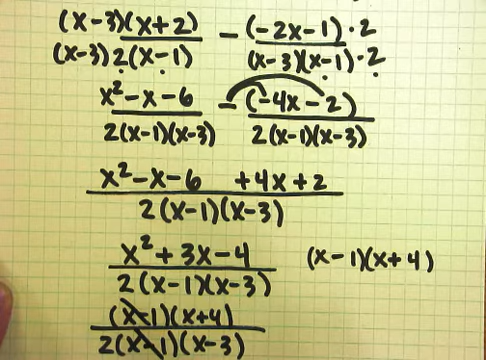 (x-3)(x+2) / (x-3)2(x-1) - (-2x-1)·2 / (x-3)(x-1)·2
x²-x-6 / 2(x-1)(x-3) - (-4x-2) / 2(x-1)(x-3)
x²-x-6 +4x+2 / 2(x-1)(x-3)
x²+3x-4 / 2(x-1)(x-3) (x-1)(x+4)
(x-1)(x+4) / 2(x-1)(x-3)